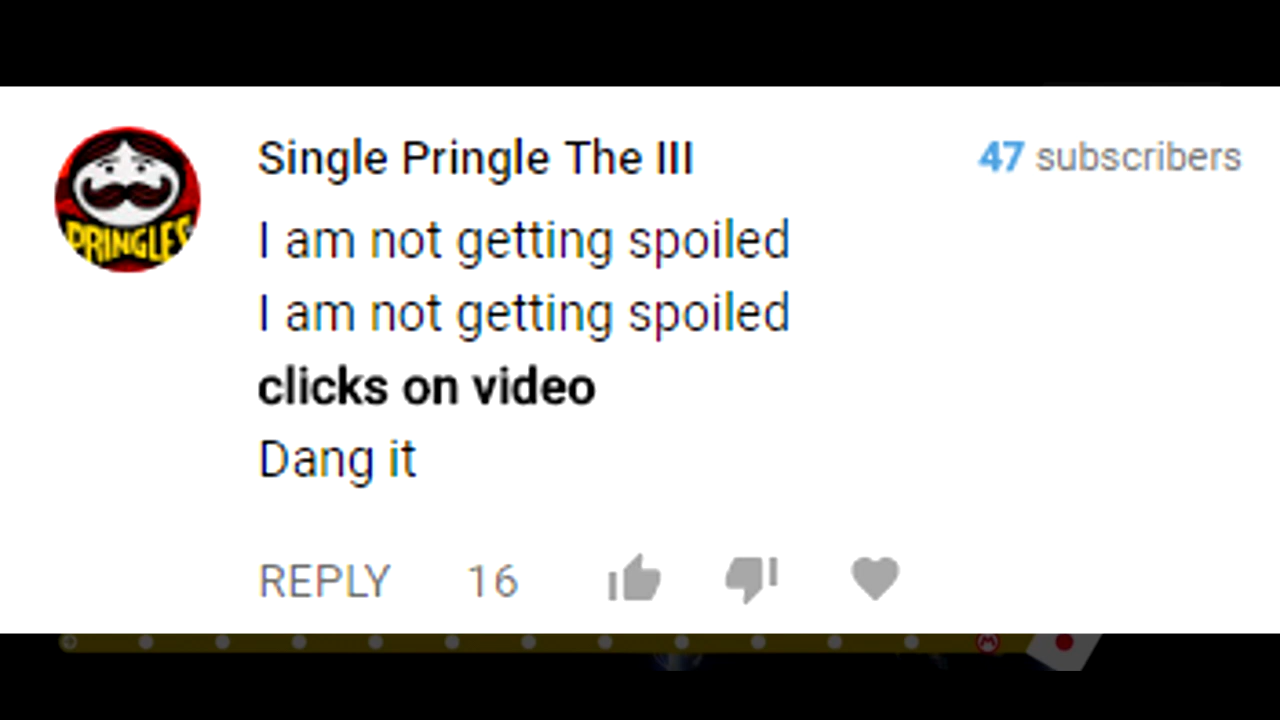 PRINGLES
Single Pringle The III
47 subscribers
I am not getting spoiled
I am not getting spoiled
clicks on video
Dang it
REPLY 16